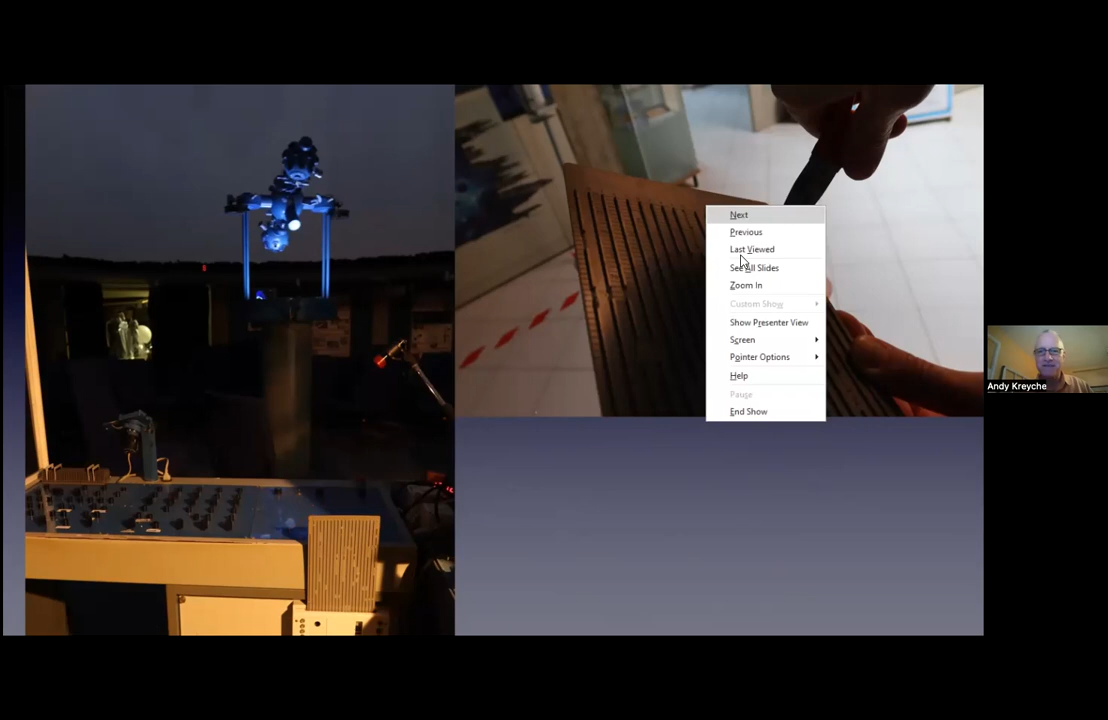 Next
Previous
Last Viewed
See All Slides
Zoom In
Custom Show
Show Presenter View
Screen
Pointer Options
Help
Pause
End Show
Andy Kreyche